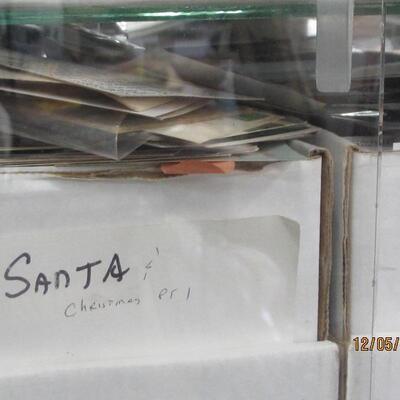 SANTA &
Christmas PT 1
12/05/